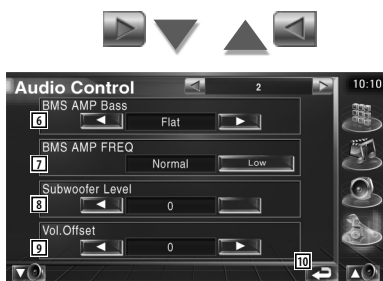 Audio Control 2 10:10
BMS AMP Bass
6 Flat
BMS AMP FREQ
7 Normal Low
Subwoofer Level
8 0
Vol.Offset
9 0
10